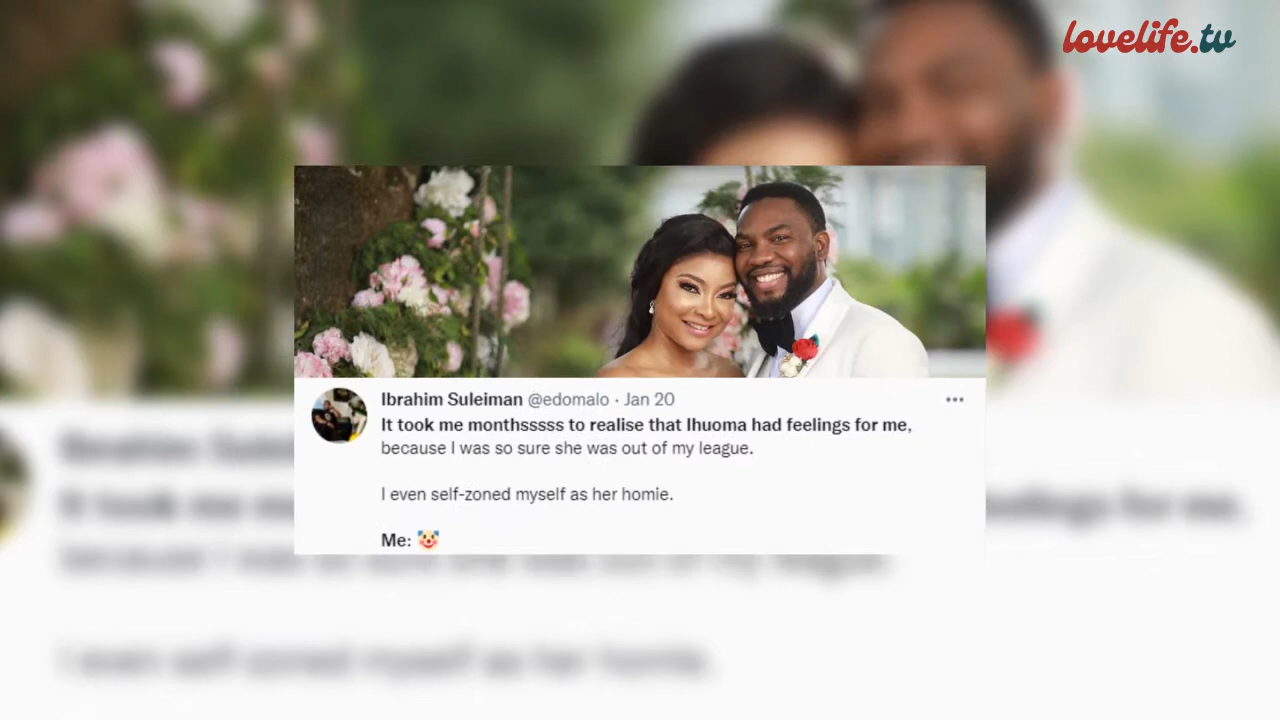 lovelife.tv
Ibrahim Suleiman @edomalo · Jan 20
It took me monthsssss to realise that Ihuoma had feelings for me,
because I was so sure she was out of my league.
I even self-zoned myself as her homie.
Me: 🤡